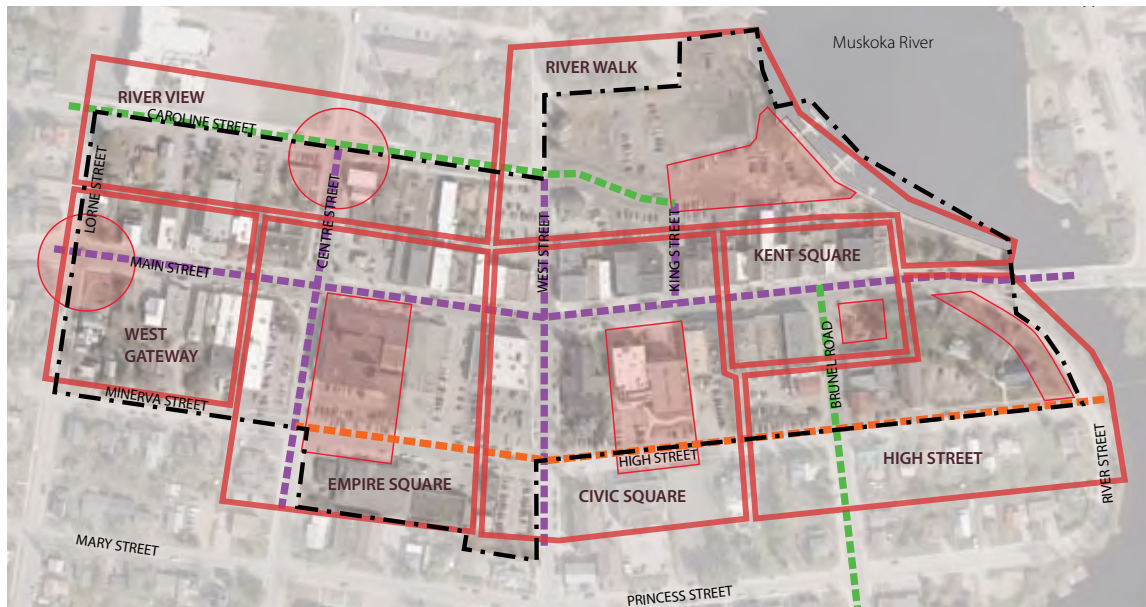 Muskoka River
RIVER WALK
RIVER VIEW
CAROLINE STREET
LORNE STREET
CENTRE STREET
WEST STREET
KING STREET
KENT SQUARE
MAIN STREET
WEST
GATEWAY
BRUNEL ROAD
MINERVA STREET
HIGH STREET
HIGH STREET
EMPIRE SQUARE
CIVIC SQUARE
RIVER STREET
MARY STREET
PRINCESS STREET